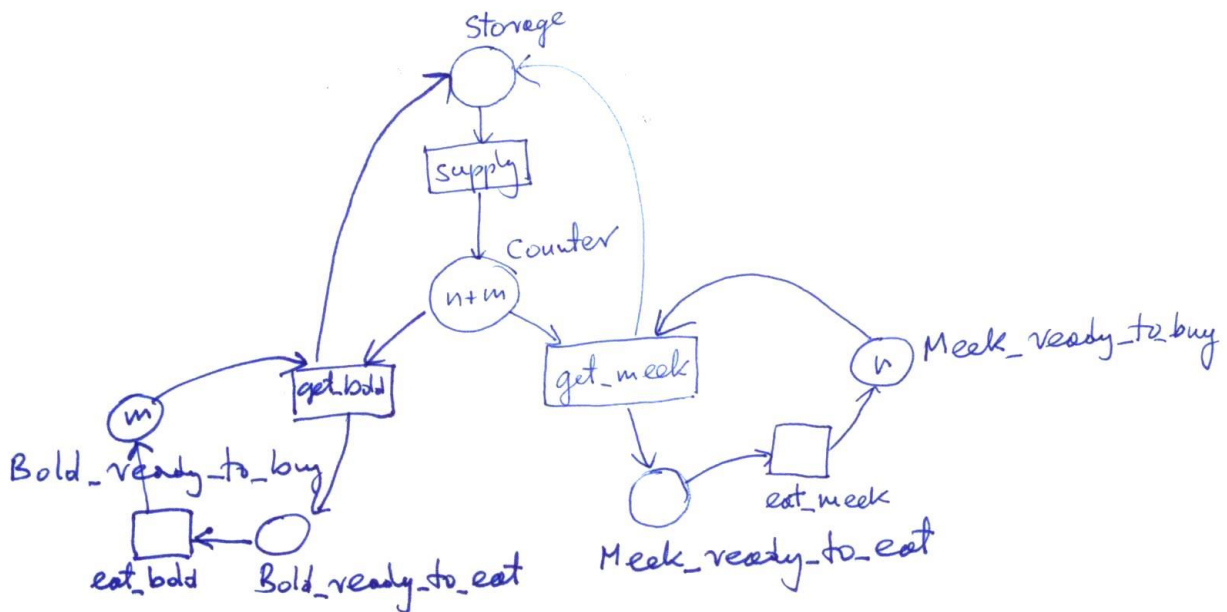 Storage
supply
Counter
n+m
get_bold
get_meek
n
Meek_ready_to_buy
m
Bold_ready_to_buy
eat_meek
eat_bold
Bold_ready_to_eat
Meek_ready_to_eat